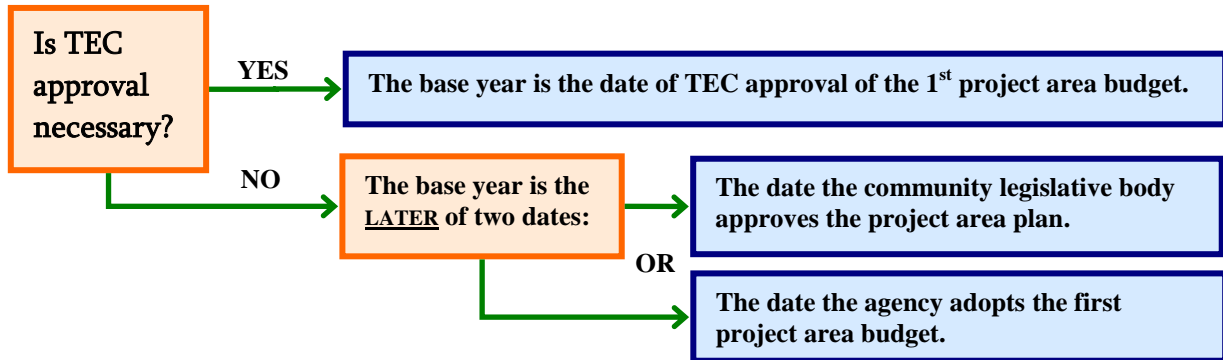 Is TEC
approval
necessary?
YES
The base year is the date of TEC approval of the 1st project area budget.
NO
The base year is the
LATER of two dates:
The date the community legislative body
approves the project area plan.
OR
The date the agency adopts the first
project area budget.